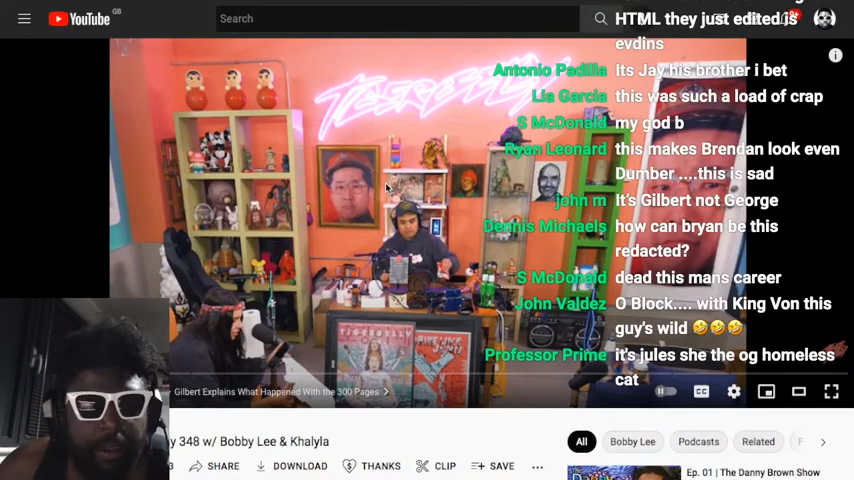 YouTube GB
Search
HTML they just edited is
evdins
Antonio Padilla Its Jay his brother i bet
Lia Garcia this was such a load of crap
S McDonald my god b
Ryan Leonard this makes Brendan look even
Dumber ....this is sad
john m It's Gilbert not George
Dennis Michaels how can bryan be this
redacted?
S McDonald dead this mans career
John Valdez O Block.... with King Von this
guy's wild 🤣🤣🤣
Professor Prime it's jules she the og homeless
cat
TIGERBELLY
TIGERBELLY
Gilbert Explains What Happened With the 300 Pages
CC
y 348 w/ Bobby Lee & Khalyla
All
Bobby Lee
Podcasts
Related
3
SHARE
DOWNLOAD
THANKS
CLIP
SAVE
Ep. 01 | The Danny Brown Show